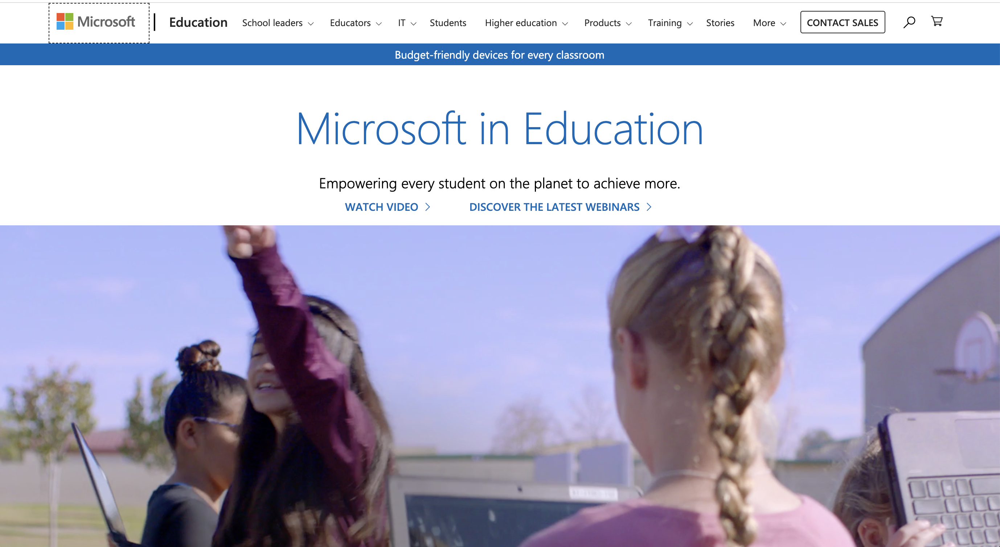 Microsoft Education School leaders Educators IT Students Higher education Products Training Stories More CONTACT SALES
Budget-friendly devices for every classroom
Microsoft in Education
Empowering every student on the planet to achieve more.
WATCH VIDEO DISCOVER THE LATEST WEBINARS